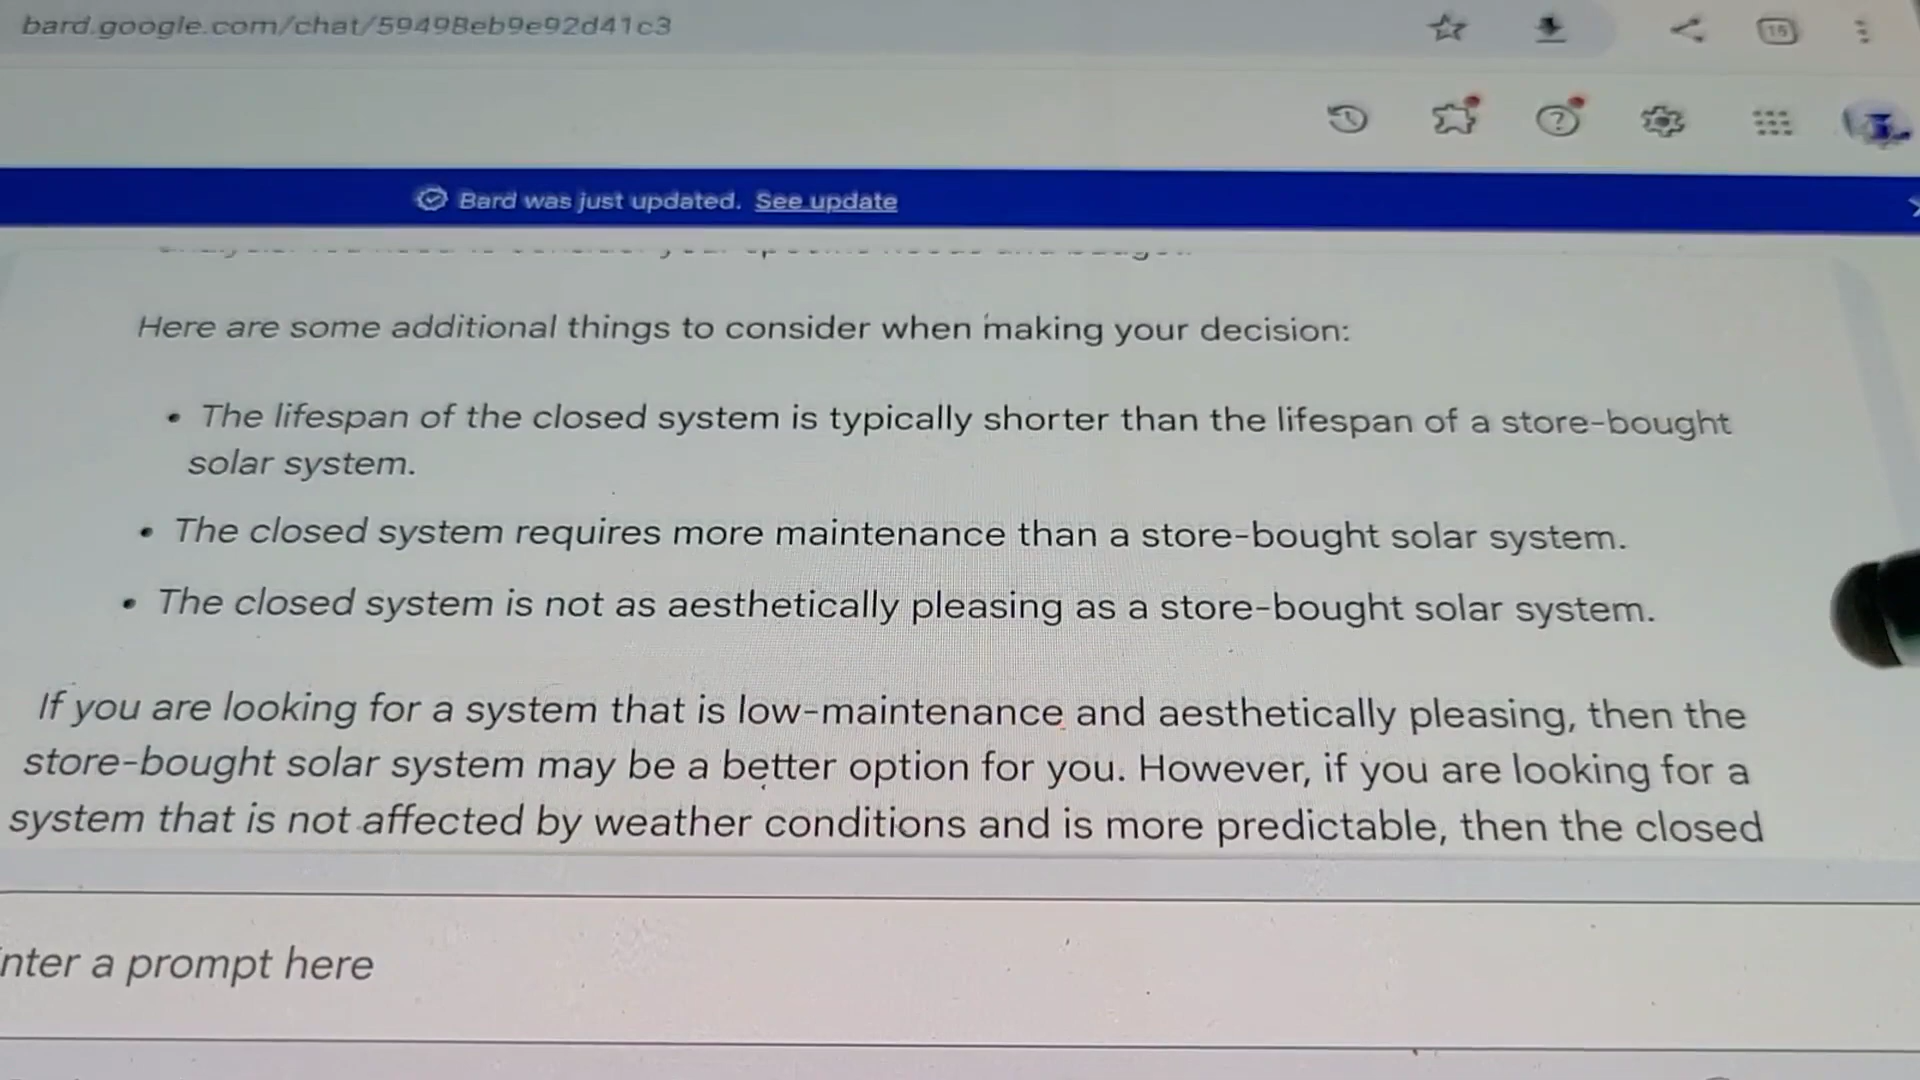 bard.google.com/chat/59498eb9e92d41c3
15
Bard was just updated. See update
Here are some additional things to consider when making your decision:
• The lifespan of the closed system is typically shorter than the lifespan of a store-bought
solar system.
• The closed system requires more maintenance than a store-bought solar system.
• The closed system is not as aesthetically pleasing as a store-bought solar system.
If you are looking for a system that is low-maintenance and aesthetically pleasing, then the
store-bought solar system may be a better option for you. However, if you are looking for a
system that is not affected by weather conditions and is more predictable, then the closed
nter a prompt here